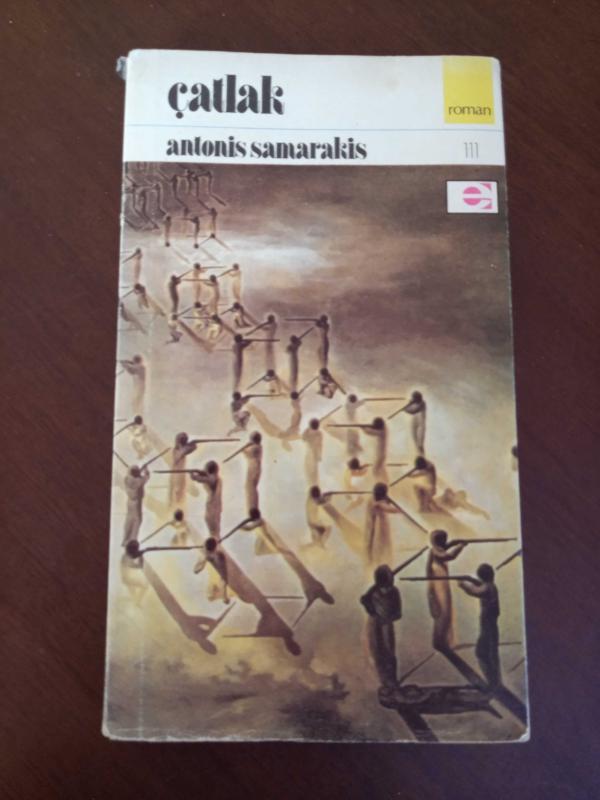 çatlak
roman
antonis samarakis
111
e